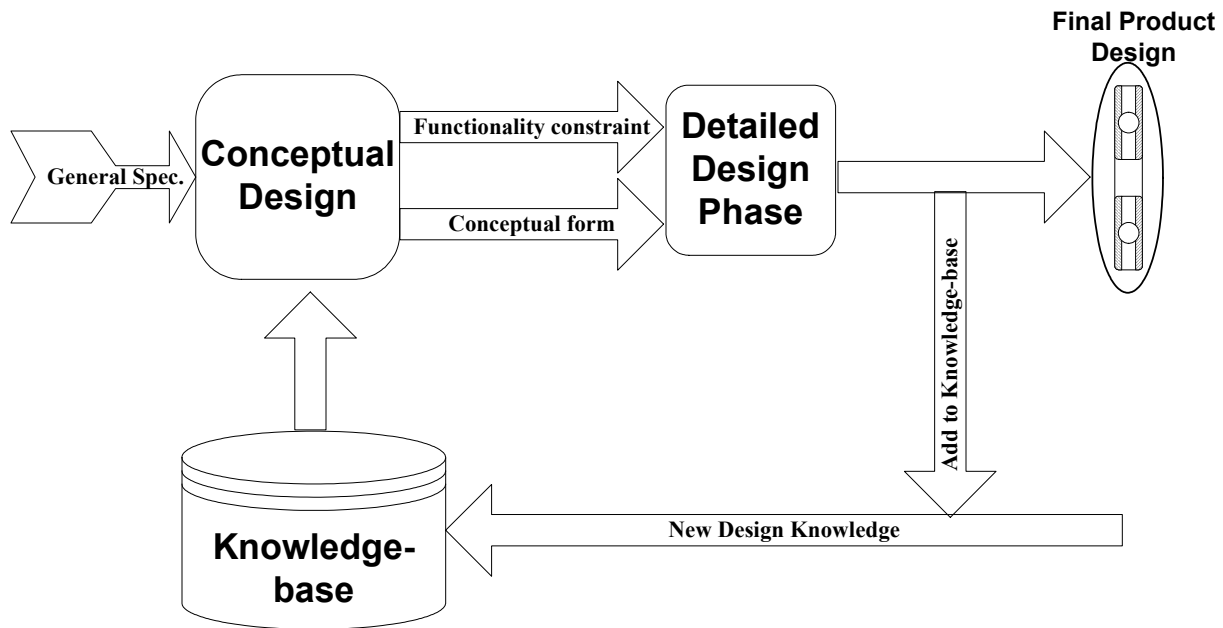 Final Product
Design
General Spec.
Conceptual
Design
Functionality constraint
Conceptual form
Detailed
Design
Phase
Add to Knowledge-base
New Design Knowledge
Knowledge-
base